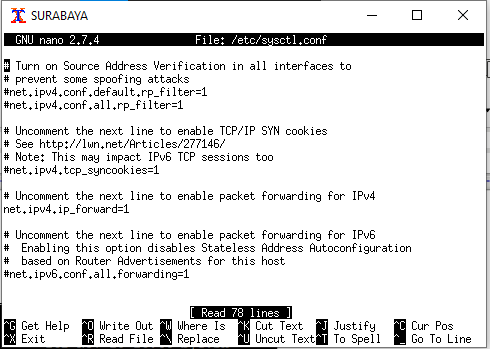 SURABAYA
GNU nano 2.7.4 File: /etc/sysctl.conf
# Turn on Source Address Verification in all interfaces to
# prevent some spoofing attacks
#net.ipv4.conf.default.rp_filter=1
#net.ipv4.conf.all.rp_filter=1
# Uncomment the next line to enable TCP/IP SYN cookies
# See http://lwn.net/Articles/277146/
# Note: This may impact IPv6 TCP sessions too
#net.ipv4.tcp_syncookies=1
# Uncomment the next line to enable packet forwarding for IPv4
net.ipv4.ip_forward=1
# Uncomment the next line to enable packet forwarding for IPv6
#  Enabling this option disables Stateless Address Autoconfiguration
#  based on Router Advertisements for this host
#net.ipv6.conf.all.forwarding=1
[ Read 78 lines ]
^G Get Help ^O Write Out ^W Where Is ^K Cut Text ^J Justify ^C Cur Pos
^X Exit ^R Read File ^\ Replace ^U Uncut Text ^T To Spell ^_ Go To Line